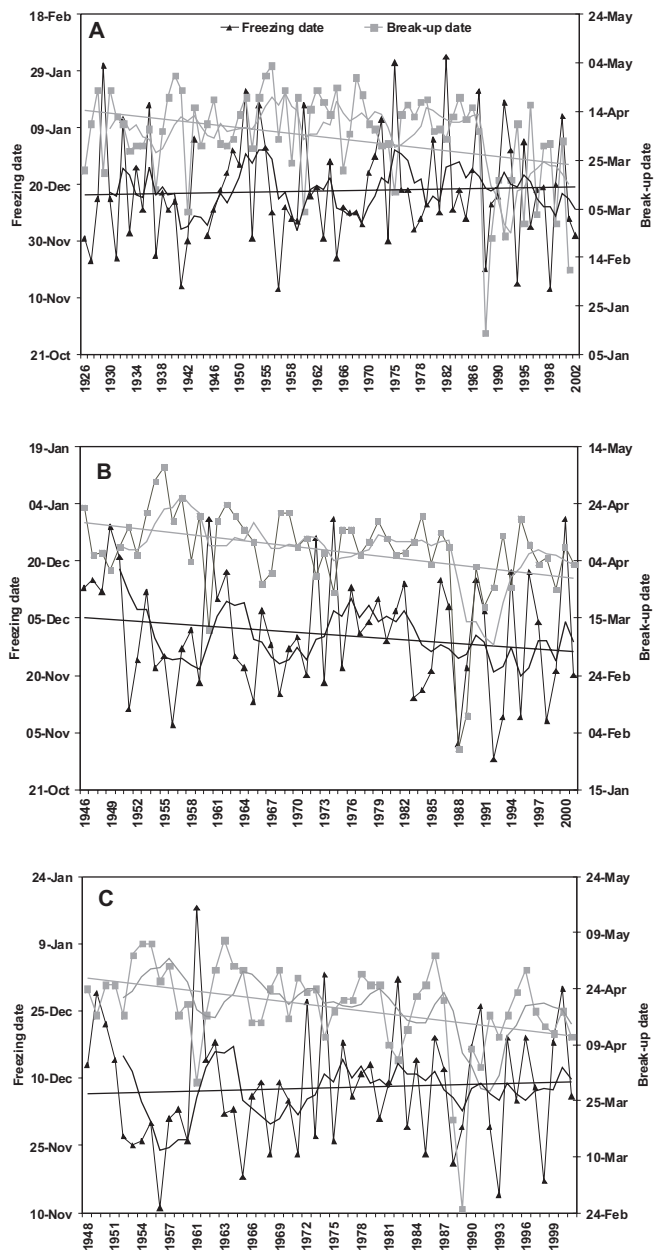 A
Freezing date
Break-up date
18-Feb
29-Jan
09-Jan
20-Dec
30-Nov
10-Nov
21-Oct
Freezing date
24-May
04-May
14-Apr
25-Mar
05-Mar
14-Feb
25-Jan
05-Jan
Break-up date
1926 1930 1934 1938 1942 1946 1950 1955 1958 1962 1966 1970 1975 1978 1982 1986 1990 1995 1998 2002
B
19-Jan
04-Jan
20-Dec
05-Dec
20-Nov
05-Nov
21-Oct
Freezing date
14-May
24-Apr
04-Apr
15-Mar
24-Feb
04-Feb
15-Jan
Break-up date
1946 1949 1952 1955 1959 1961 1964 1967 1970 1973 1976 1979 1982 1985 1988 1991 1994 1997 2000
C
24-Jan
9-Jan
25-Dec
10-Dec
25-Nov
10-Nov
Freezing date
24-May
09-May
24-Apr
09-Apr
25-Mar
10-Mar
24-Feb
Break-up date
1948 1951 1954 1957 1961 1963 1966 1969 1972 1975 1978 1981 1984 1987 1990 1993 1996 1999